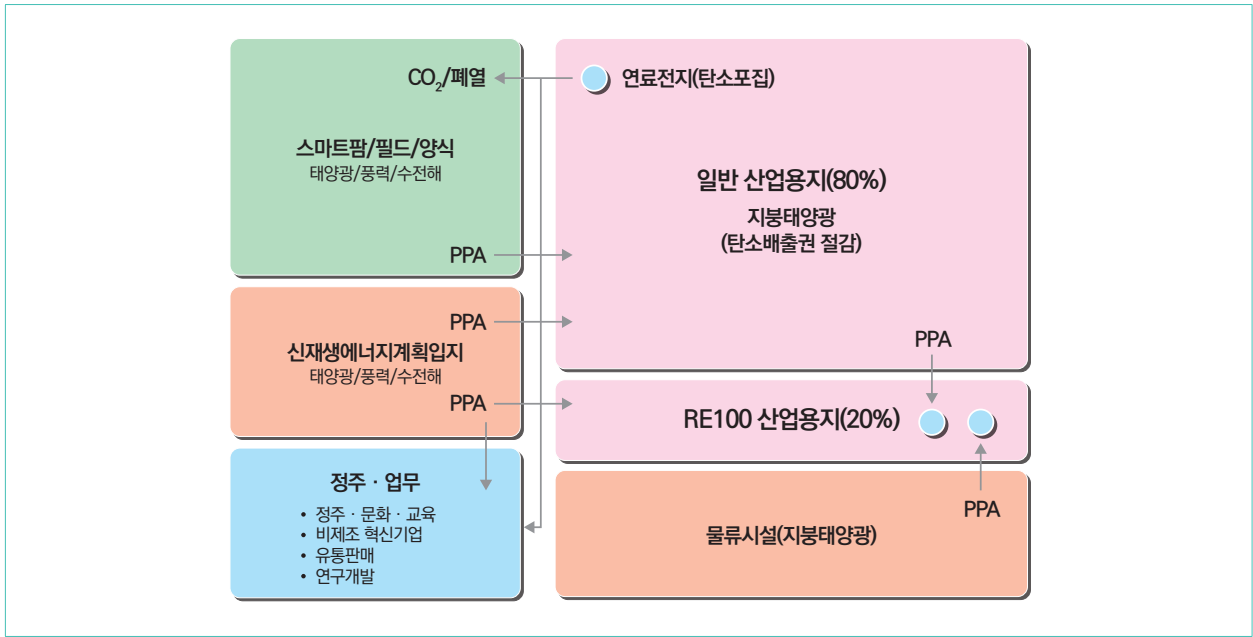 CO₂/폐열
스마트팜/필드/양식
태양광/풍력/수전해
PPA
PPA
신재생에너지계획입지
태양광/풍력/수전해
PPA
정주 · 업무
• 정주 · 문화 · 교육
• 비제조 혁신기업
• 유통판매
• 연구개발
연료전지(탄소포집)
일반 산업용지(80%)
지붕태양광
(탄소배출권 절감)
PPA
RE100 산업용지(20%)
PPA
물류시설(지붕태양광)